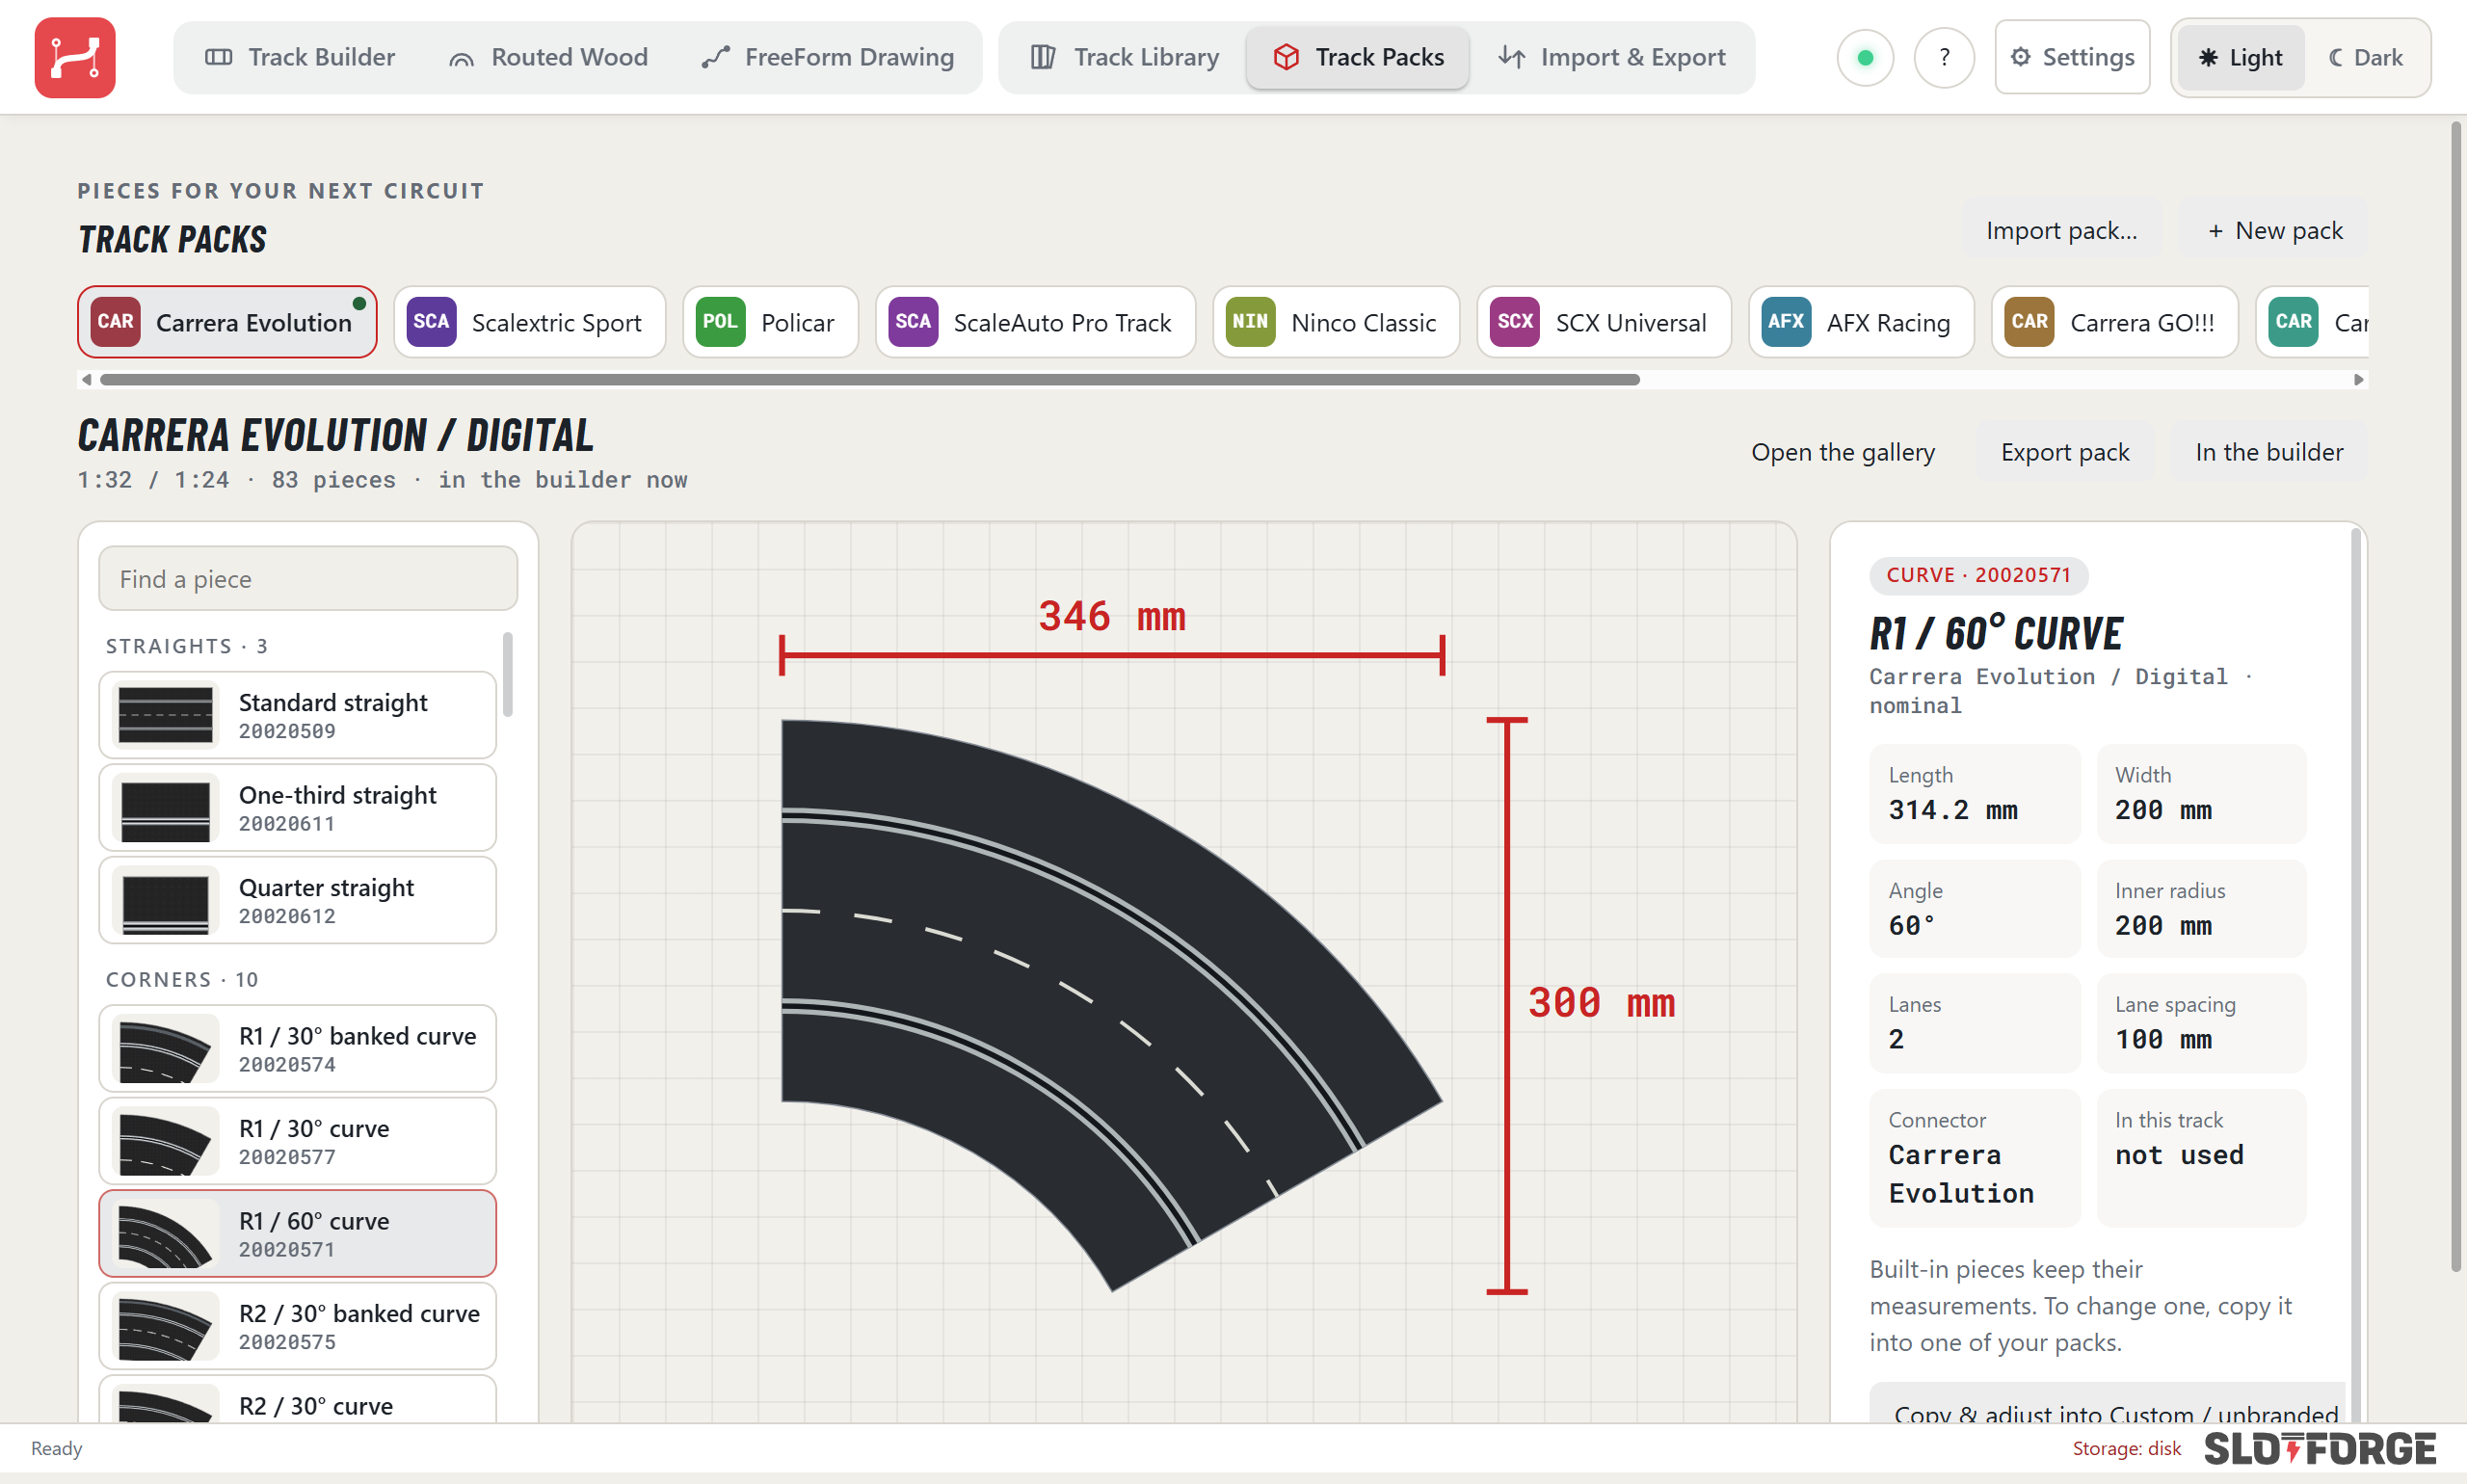 Track Builder
Routed Wood
FreeForm Drawing
Track Library
Track Packs
Import & Export
?
Settings
Light
Dark
PIECES FOR YOUR NEXT CIRCUIT
TRACK PACKS
Import pack...
+ New pack
CAR Carrera Evolution
SCA Scalextric Sport
POL Policar
SCA ScaleAuto Pro Track
NIN Ninco Classic
SCX SCX Universal
AFX AFX Racing
CAR Carrera GO!!!
CAR Car
CARRERA EVOLUTION / DIGITAL
1:32 / 1:24 · 83 pieces · in the builder now
Open the gallery
Export pack
In the builder
Find a piece
STRAIGHTS · 3
Standard straight
20020509
One-third straight
20020611
Quarter straight
20020612
CORNERS · 10
R1 / 30° banked curve
20020574
R1 / 30° curve
20020577
R1 / 60° curve
20020571
R2 / 30° banked curve
20020575
R2 / 30° curve
346 mm
300 mm
CURVE · 20020571
R1 / 60° CURVE
Carrera Evolution / Digital ·
nominal
Length
314.2 mm
Width
200 mm
Angle
60°
Inner radius
200 mm
Lanes
2
Lane spacing
100 mm
Connector
Carrera
Evolution
In this track
not used
Built-in pieces keep their
measurements. To change one, copy it
into one of your packs.
Copy & adjust into Custom / unbranded
Ready
Storage: disk
SLOTFORGE